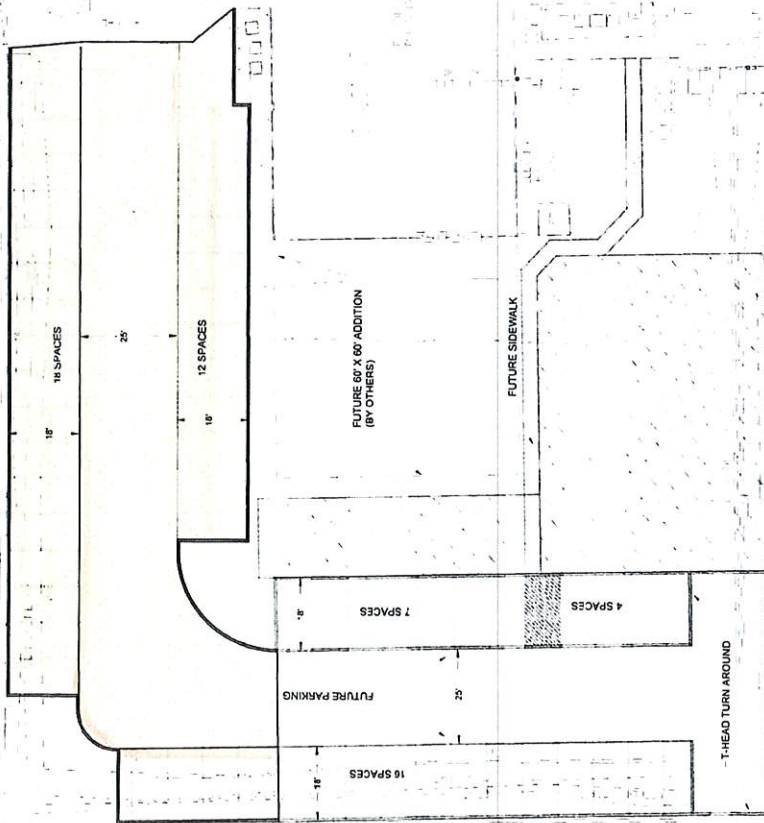 18 SPACES
18'
25'
12 SPACES
18'
FUTURE 60' X 60' ADDITION
(BY OTHERS)
FUTURE SIDEWALK
18'
7 SPACES
4 SPACES
FUTURE PARKING
25'
18'
16 SPACES
T-HEAD TURN AROUND